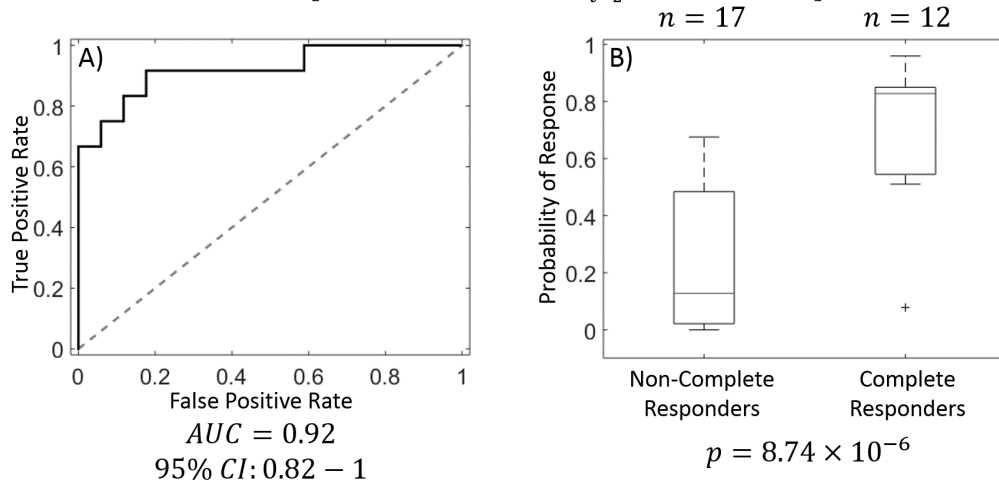 n = 17
n = 12
A)
B)
1
0.8
0.6
0.4
0.2
0
True Positive Rate
0
0.2
0.4
0.6
0.8
1
False Positive Rate
AUC = 0.92
95% CI: 0.82 − 1
1
0.8
0.6
0.4
0.2
0
Probability of Response
Non-Complete
Responders
Complete
Responders
p = 8.74 × 10⁻⁶